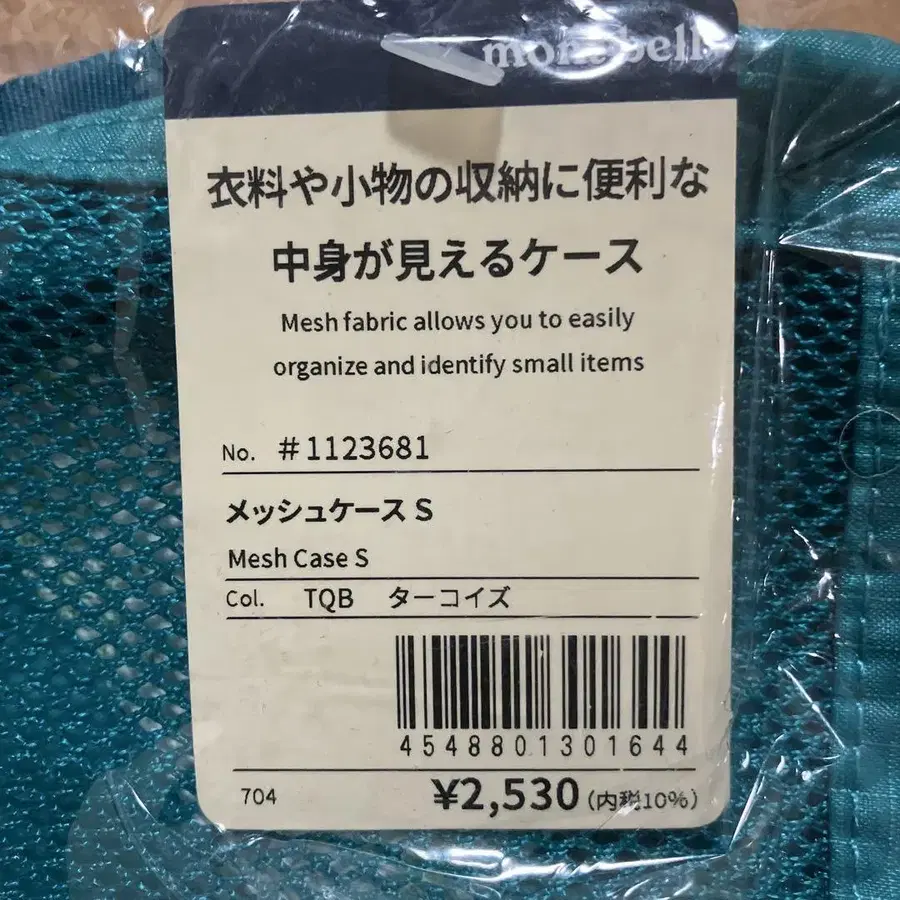 mont-bell
衣料や小物の収納に便利な
中身が見えるケース
Mesh fabric allows you to easily
organize and identify small items
No. #1123681
メッシュケース S
Mesh Case S
Col. TQB ターコイズ
4548801301644
704 ¥2,530 (内税10%)